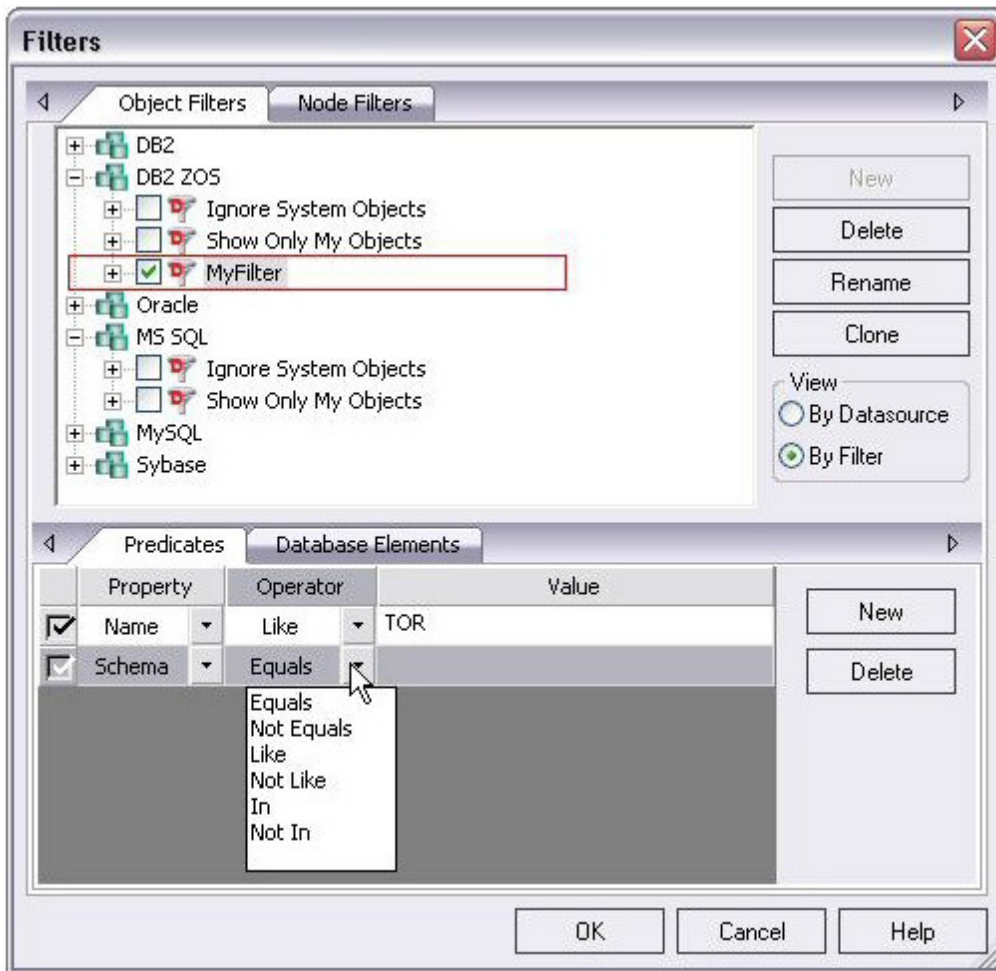 Filters
Object Filters
Node Filters
DB2
DB2 ZOS
Ignore System Objects
Show Only My Objects
MyFilter
Oracle
MS SQL
Ignore System Objects
Show Only My Objects
MySQL
Sybase
New
Delete
Rename
Clone
View
By Datasource
By Filter
Predicates
Database Elements
Property Operator Value
Name Like TOR
Schema Equals
Equals
Not Equals
Like
Not Like
In
Not In
New
Delete
OK Cancel Help